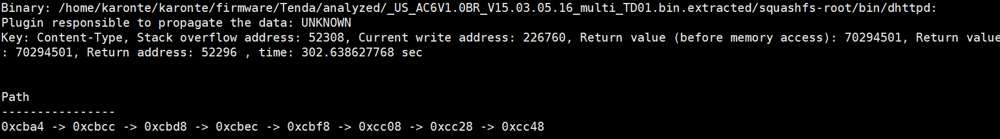 Binary: /home/karonte/karonte/firmware/Tenda/analyzed/_US_AC6V1.0BR_V15.03.05.16_multi_TD01.bin.extracted/squashfs-root/bin/dhttpd:
Plugin responsible to propagate the data: UNKNOWN
Key: Content-Type, Stack overflow address: 52308, Current write address: 226760, Return value (before memory access): 70294501, Return value
: 70294501, Return address: 52296 , time: 302.638627768 sec
Path
----------------
0xcba4 -> 0xcbcc -> 0xcbd8 -> 0xcbec -> 0xcbf8 -> 0xcc08 -> 0xcc28 -> 0xcc48